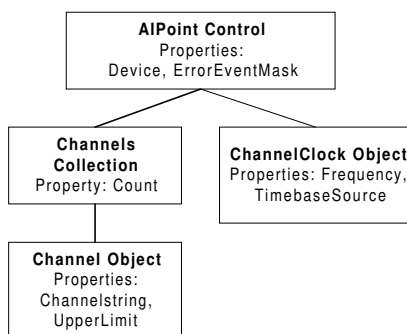 AIPoint Control
Properties:
Device, ErrorEventMask
Channels
Collection
Property: Count
ChannelClock Object
Properties: Frequency,
TimebaseSource
Channel Object
Properties:
Channelstring,
UpperLimit